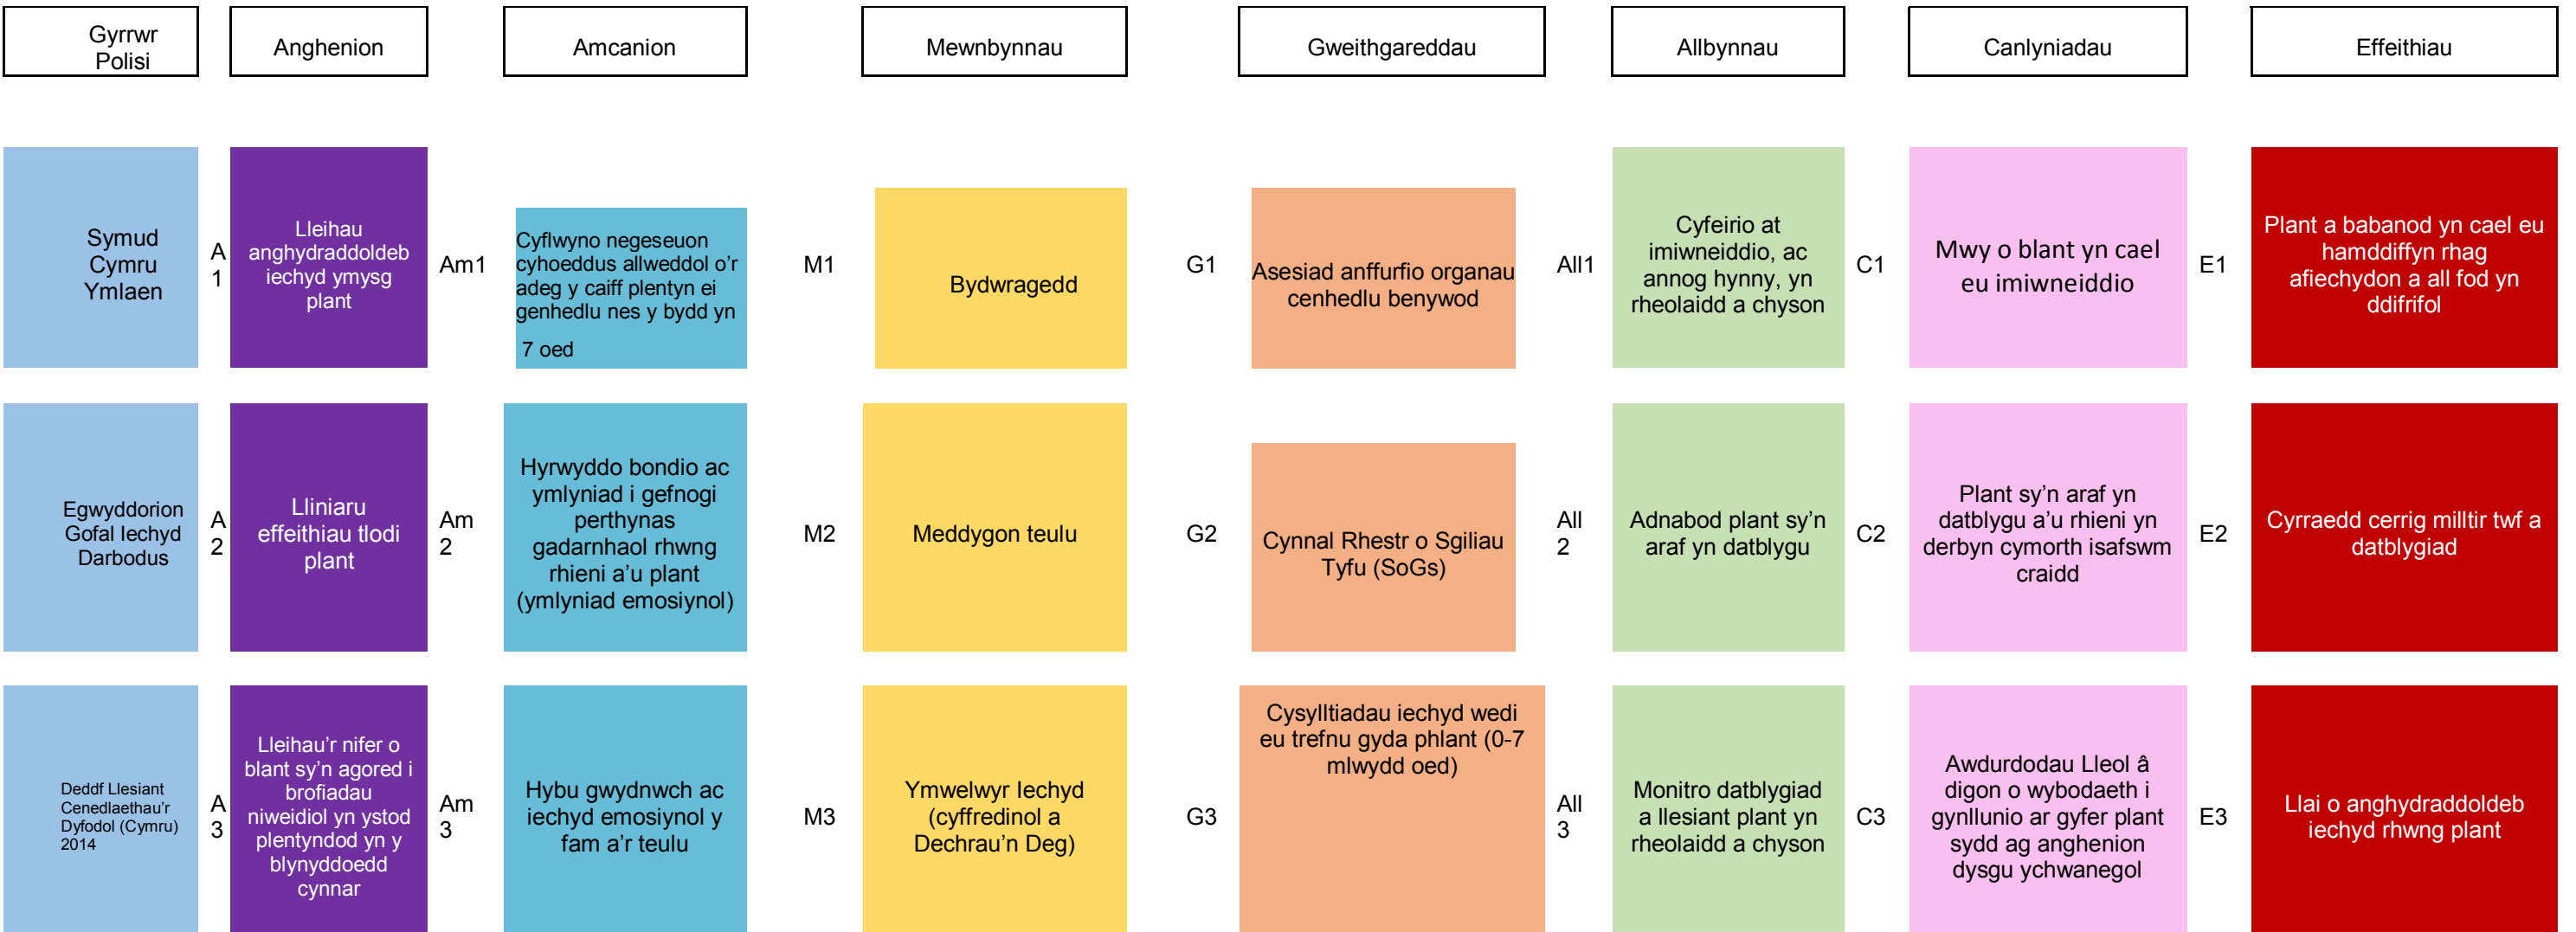 Gyrrwr
Polisi
Anghenion
Amcanion
Mewnbynnau
Gweithgareddau
Allbynnau
Canlyniadau
Effeithiau
Symud
Cymru
Ymlaen
A
1
Lleihau
anghydraddoldeb
iechyd ymysg
plant
Am1
Cyflwyno negeseuon
cyhoeddus allweddol o’r
adeg y caiff plentyn ei
genhedlu nes y bydd yn
7 oed
M1
Bydwragedd
G1
Asesiad anffurfio organau
cenhedlu benywod
All1
Cyfeirio at
imiwneiddio, ac
annog hynny, yn
rheolaidd a chyson
C1
Mwy o blant yn cael
eu imiwneiddio
E1
Plant a babanod yn cael eu
hamddiffyn rhag
afiechydon a all fod yn
ddifrifol
Egwyddorion
Gofal Iechyd
Darbodus
A
2
Lliniaru
effeithiau tlodi
plant
Am
2
Hyrwyddo bondio ac
ymlyniad i gefnogi
perthynas
gadarnhaol rhwng
rhieni a’u plant
(ymlyniad emosiynol)
M2
Meddygon teulu
G2
Cynnal Rhestr o Sgiliau
Tyfu (SoGs)
All
2
Adnabod plant sy’n
araf yn datblygu
C2
Plant sy’n araf yn
datblygu a’u rhieni yn
derbyn cymorth isafswm
craidd
E2
Cyrraedd cerrig milltir twf a
datblygiad
Deddf Llesiant
Cenedlaethau’r
Dyfodol (Cymru)
2014
A
3
Lleihau’r nifer o
blant sy’n agored i
brofiadau
niweidiol yn ystod
plentyndod yn y
blynyddoedd
cynnar
Am
3
Hybu gwydnwch ac
iechyd emosiynol y
fam a’r teulu
M3
Ymwelwyr Iechyd
(cyffredinol a
Dechrau’n Deg)
G3
Cysylltiadau iechyd wedi
eu trefnu gyda phlant (0-7
mlwydd oed)
All
3
Monitro datblygiad
a llesiant plant yn
rheolaidd a chyson
C3
Awdurdodau Lleol â
digon o wybodaeth i
gynllunio ar gyfer plant
sydd ag anghenion
dysgu ychwanegol
E3
Llai o anghydraddoldeb
iechyd rhwng plant